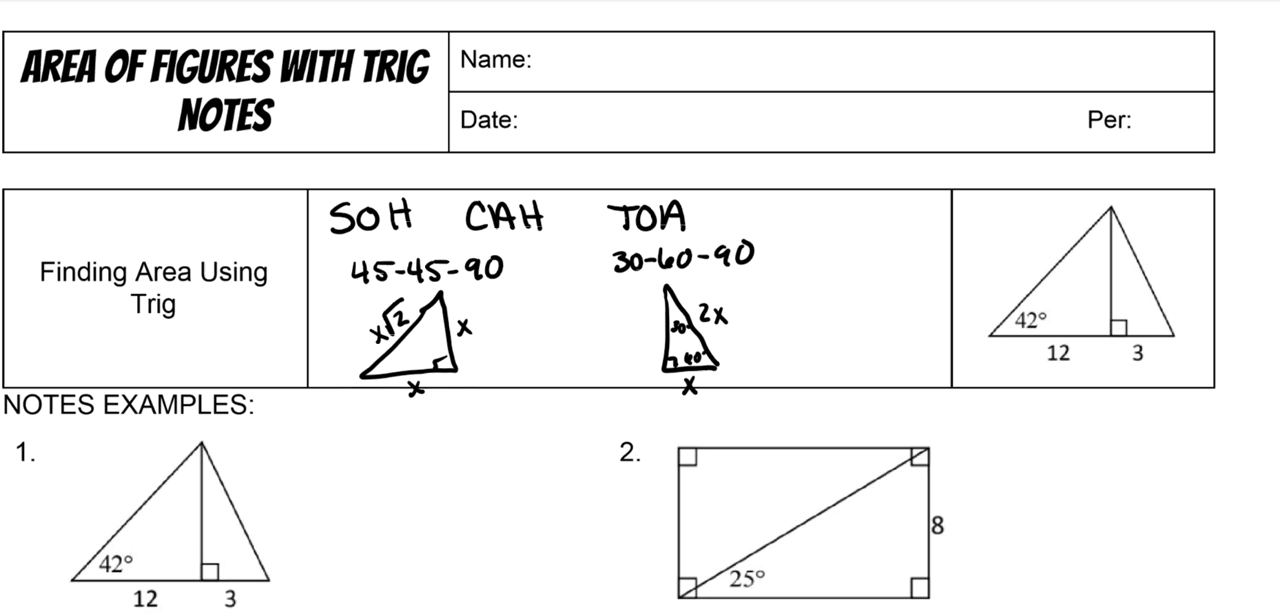 AREA OF FIGURES WITH TRIG
NOTES
Name:
Date:
Per:
Finding Area Using
Trig
SOH CAH TOA
45-45-90
30-60-90
x√2
x
x
2x
30°
60°
x
42°
12
3
NOTES EXAMPLES:
1.
42°
12
3
2.
8
25°